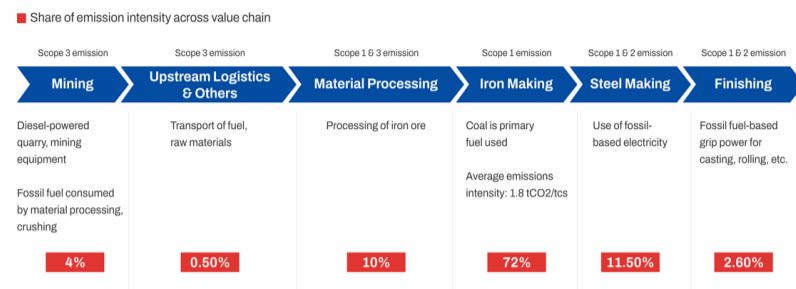 Share of emission intensity across value chain
Scope 3 emission
Scope 3 emission
Scope 1 & 3 emission
Scope 1 emission
Scope 1 & 2 emission
Scope 1 & 2 emission
Mining
Upstream Logistics
& Others
Material Processing
Iron Making
Steel Making
Finishing
Diesel-powered
quarry, mining
equipment
Fossil fuel consumed
by material processing,
crushing
Transport of fuel,
raw materials
Processing of iron ore
Coal is primary
fuel used
Average emissions
intensity: 1.8 tCO2/tcs
Use of fossil-
based electricity
Fossil fuel-based
grip power for
casting, rolling, etc.
4%
0.50%
10%
72%
11.50%
2.60%